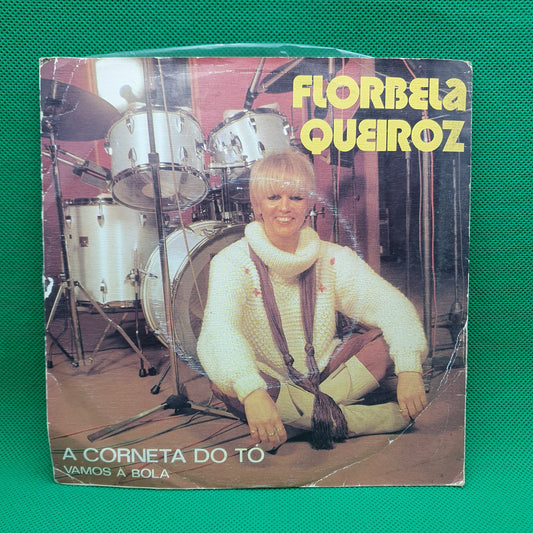 FLORBELA
QUEIROZ
A CORNETA DO TÓ
VAMOS À BOLA